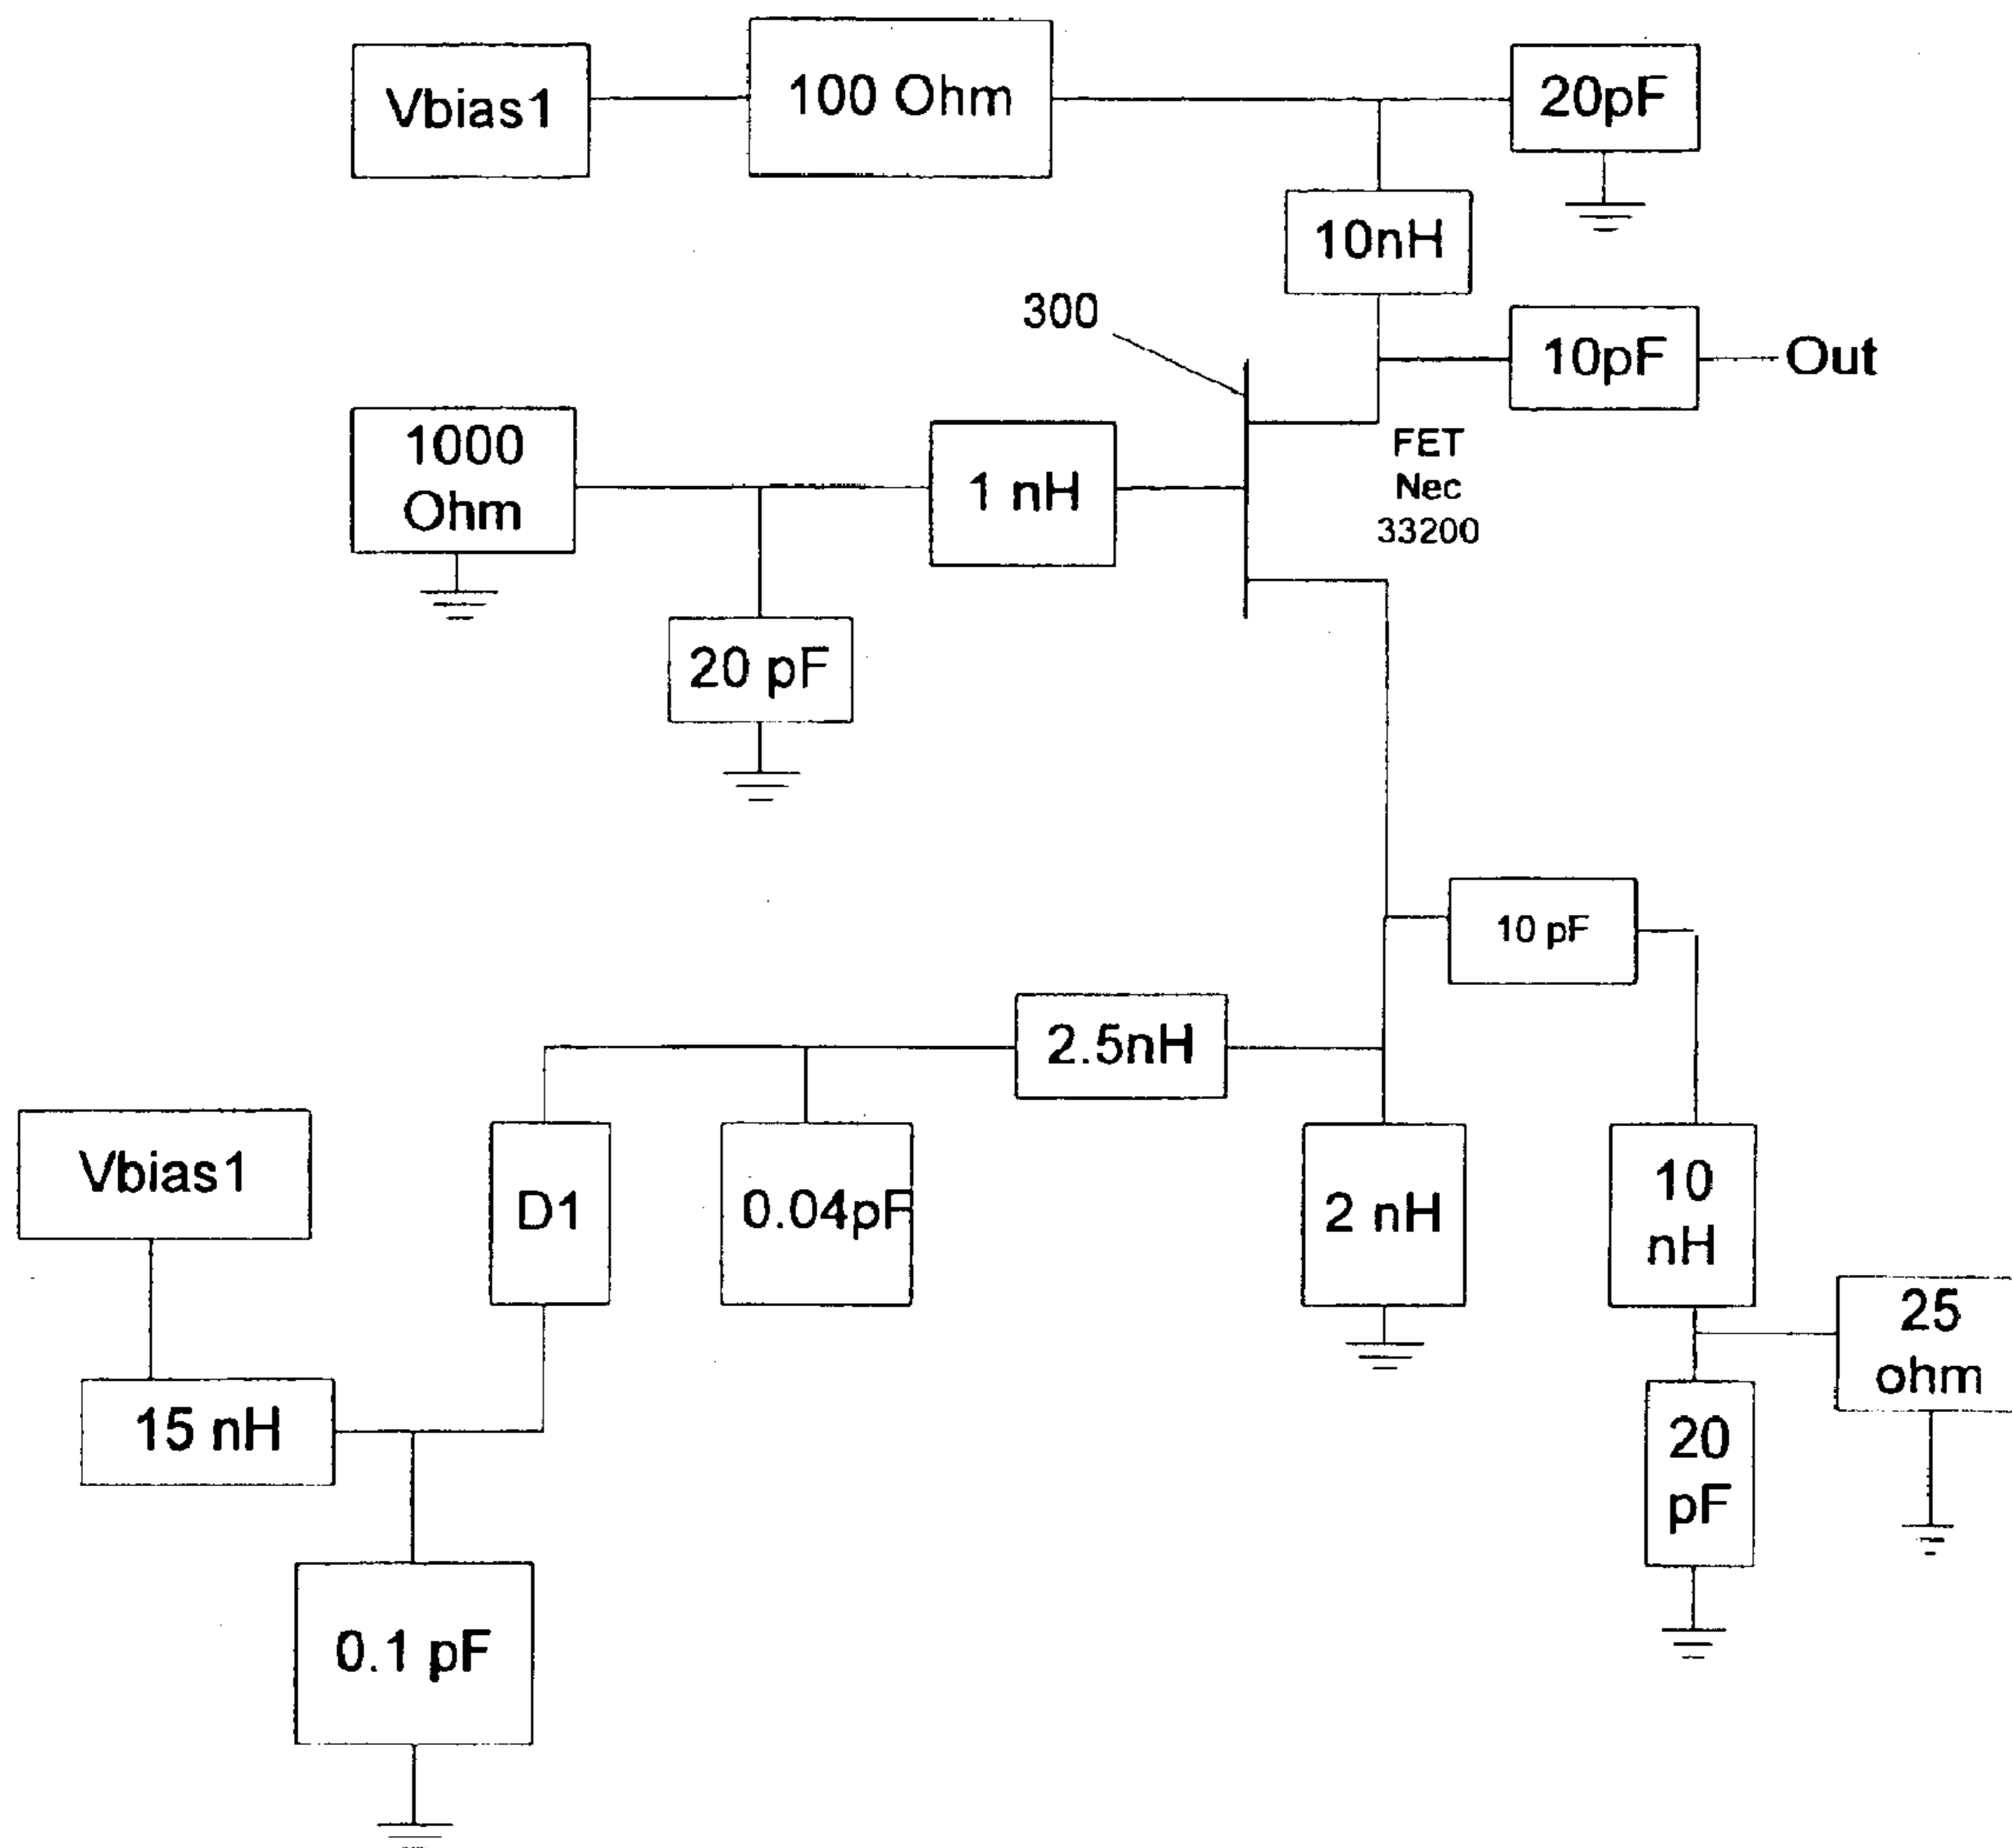 Vbias1
100 Ohm
20pF
10nH
300
10pF
Out
1000
Ohm
1 nH
FET
Nec
33200
20 pF
10 pF
2.5nH
Vbias1
D1
0.04pF
2 nH
10
nH
25
ohm
15 nH
20
pF
0.1 pF